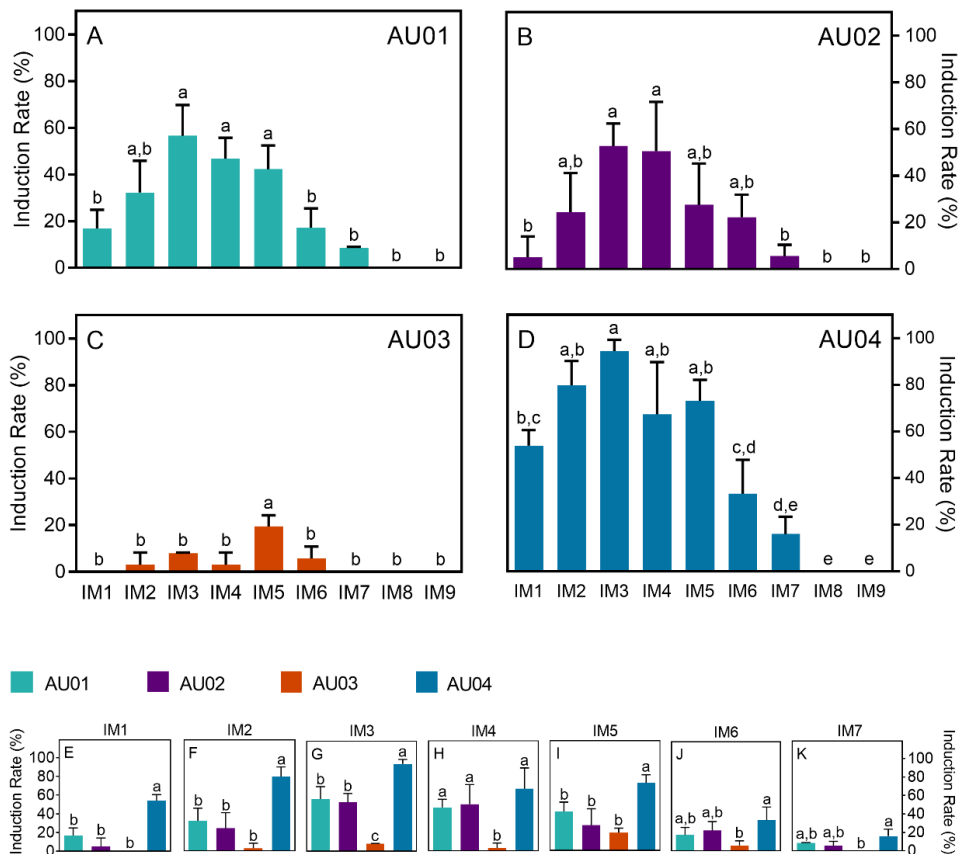 A AU01
Induction Rate (%)
100
80
60
40
20
0
b a,b a a a b b b b
B AU02
Induction Rate (%)
100
80
60
40
20
0
b a,b a a a,b a,b b b b
C AU03
Induction Rate (%)
100
80
60
40
20
0
b b b b a b b b b
IM1 IM2 IM3 IM4 IM5 IM6 IM7 IM8 IM9
D AU04
Induction Rate (%)
100
80
60
40
20
0
b,c a,b a a,b a,b c,d d,e e e
IM1 IM2 IM3 IM4 IM5 IM6 IM7 IM8 IM9
AU01 AU02 AU03 AU04
Induction Rate (%)
100
80
60
40
20
0
IM1
E
b b b a
IM2
F
b b b a
IM3
G
b b c a
IM4
H
a a b a
IM5
I
b b b a
IM6
J
a,b a,b b a
IM7
K
a,b a,b b a
100
80
60
40
20
0
Induction Rate (%)